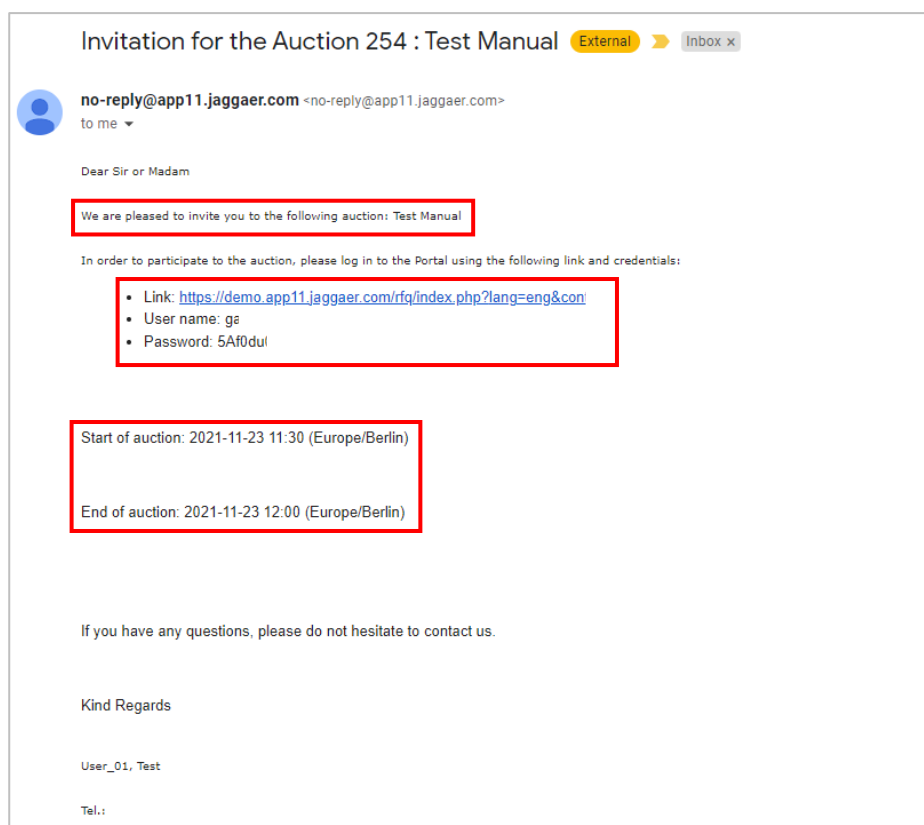 Invitation for the Auction 254 : Test Manual External Inbox x
no-reply@app11.jaggaer.com <no-reply@app11.jaggaer.com>
to me
Dear Sir or Madam
We are pleased to invite you to the following auction: Test Manual
In order to participate to the auction, please log in to the Portal using the following link and credentials:
• Link: https://demo.app11.jaggaer.com/rfq/index.php?lang=eng&con
• User name: ga
• Password: 5Af0du
Start of auction: 2021-11-23 11:30 (Europe/Berlin)
End of auction: 2021-11-23 12:00 (Europe/Berlin)
If you have any questions, please do not hesitate to contact us.
Kind Regards
User_01, Test
Tel.: